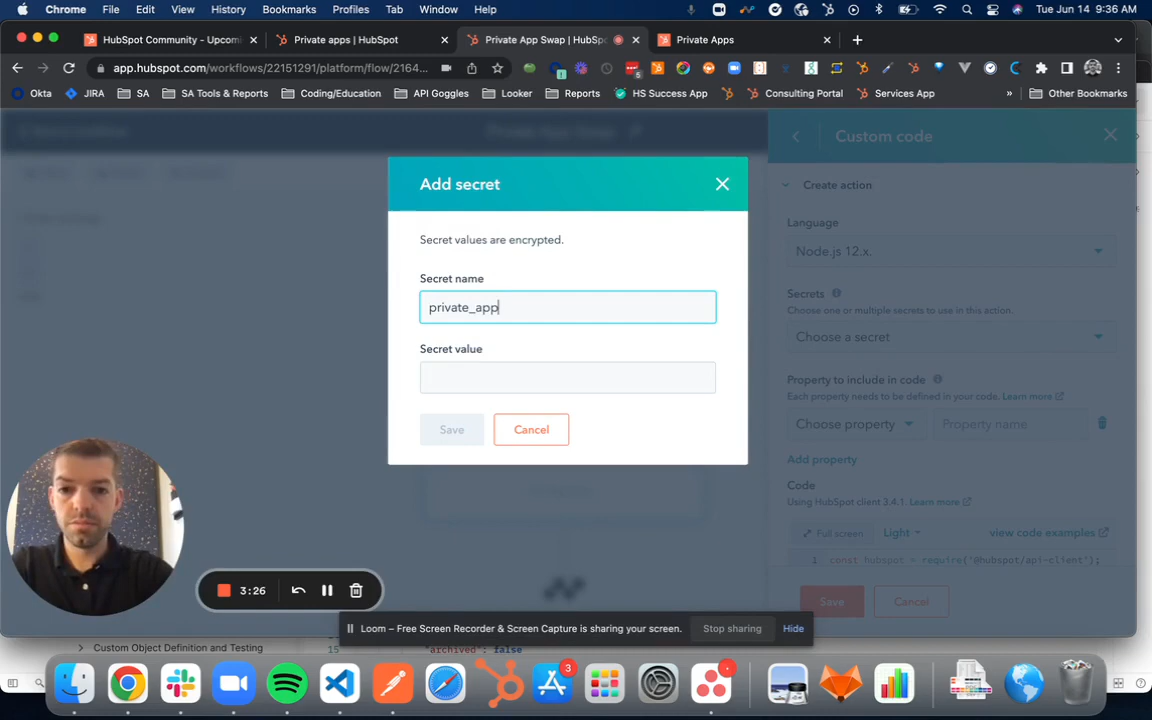 Chrome File Edit View History Bookmarks Profiles Tab Window Help Tue Jun 14 9:36 AM
HubSpot Community - Upcomi Private apps | HubSpot Private App Swap | HubSpo Private Apps
app.hubspot.com/workflows/22151291/platform/flow/2164...
Okta JIRA SA SA Tools & Reports Coding/Education API Goggles Looker Reports HS Success App Consulting Portal Services App » Other Bookmarks
Private App Swap
Custom code
Create action
Add secret
Secret values are encrypted.
Secret name
private_app
Secret value
Save Cancel
Language
Node.js 12.x.
Secrets
Choose one or multiple secrets to use in this action.
Choose a secret
Property to include in code
Each property needs to be defined in your code. Learn more
Choose property Property name
Add property
Code
Using HubSpot client 3.4.1. Learn more
Full screen Light view code examples
1 const hubspot = require('@hubspot/api-client');
Save Cancel
3:26
Loom – Free Screen Recorder & Screen Capture is sharing your screen. Stop sharing Hide
Custom Object Definition and Testing
15 "archived": false
3